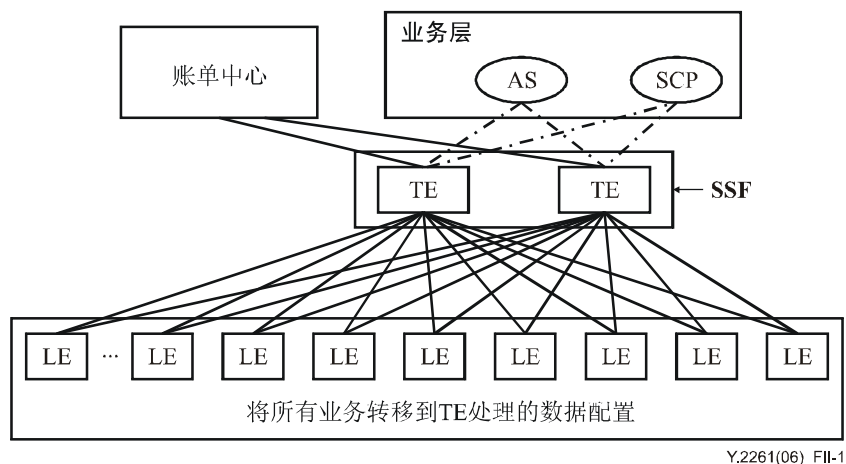 账单中心
业务层
AS
SCP
TE
TE
SSF
LE ··· LE LE LE LE LE LE LE LE
将所有业务转移到TE处理的数据配置
Y.2261(06)_FII-1